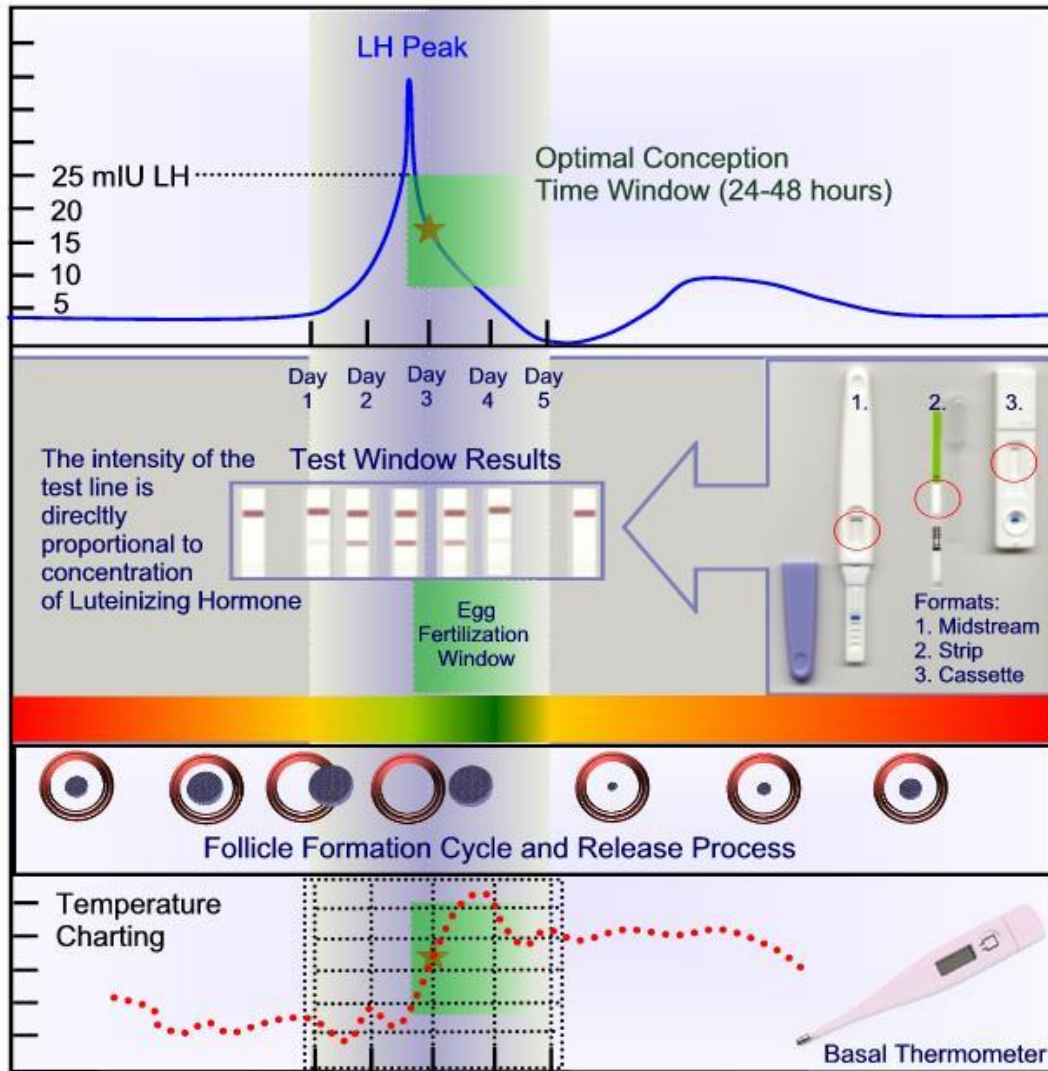 LH Peak
25 mIU LH
20
15
10
5
Optimal Conception
Time Window (24-48 hours)
Day
1
Day
2
Day
3
Day
4
Day
5
The intensity of the
test line is
direcltly
proportional to
concentration
of Luteinizing Hormone
Test Window Results
Egg
Fertilization
Window
1.
2.
3.
Formats:
1. Midstream
2. Strip
3. Cassette
Follicle Formation Cycle and Release Process
Temperature
Charting
Basal Thermometer